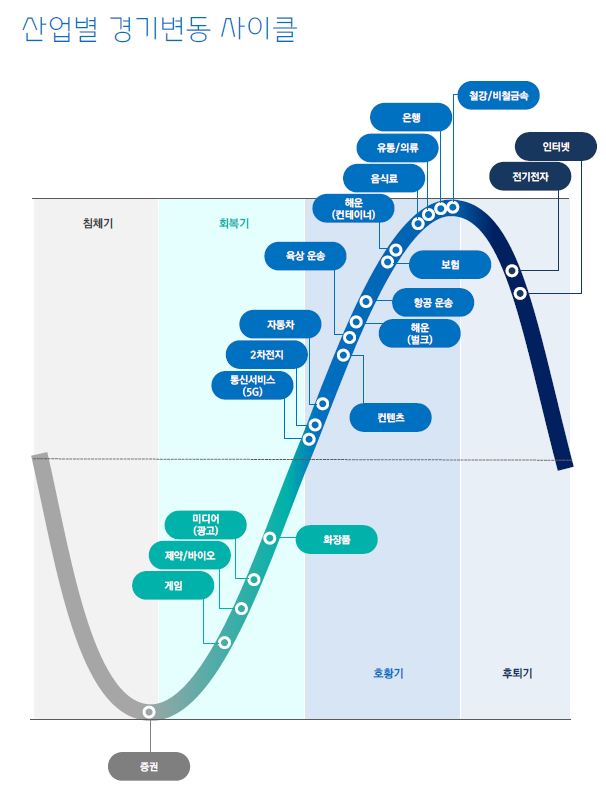 산업별 경기변동 사이클
철강/비철금속
은행
인터넷
유통/의류
전기전자
음식료
해운
(컨테이너)
침체기
회복기
육상 운송
보험
항공 운송
자동차
해운
(벌크)
2차전지
통신서비스
(5G)
컨텐츠
미디어
(광고)
화장품
제약/바이오
게임
호황기
후퇴기
증권